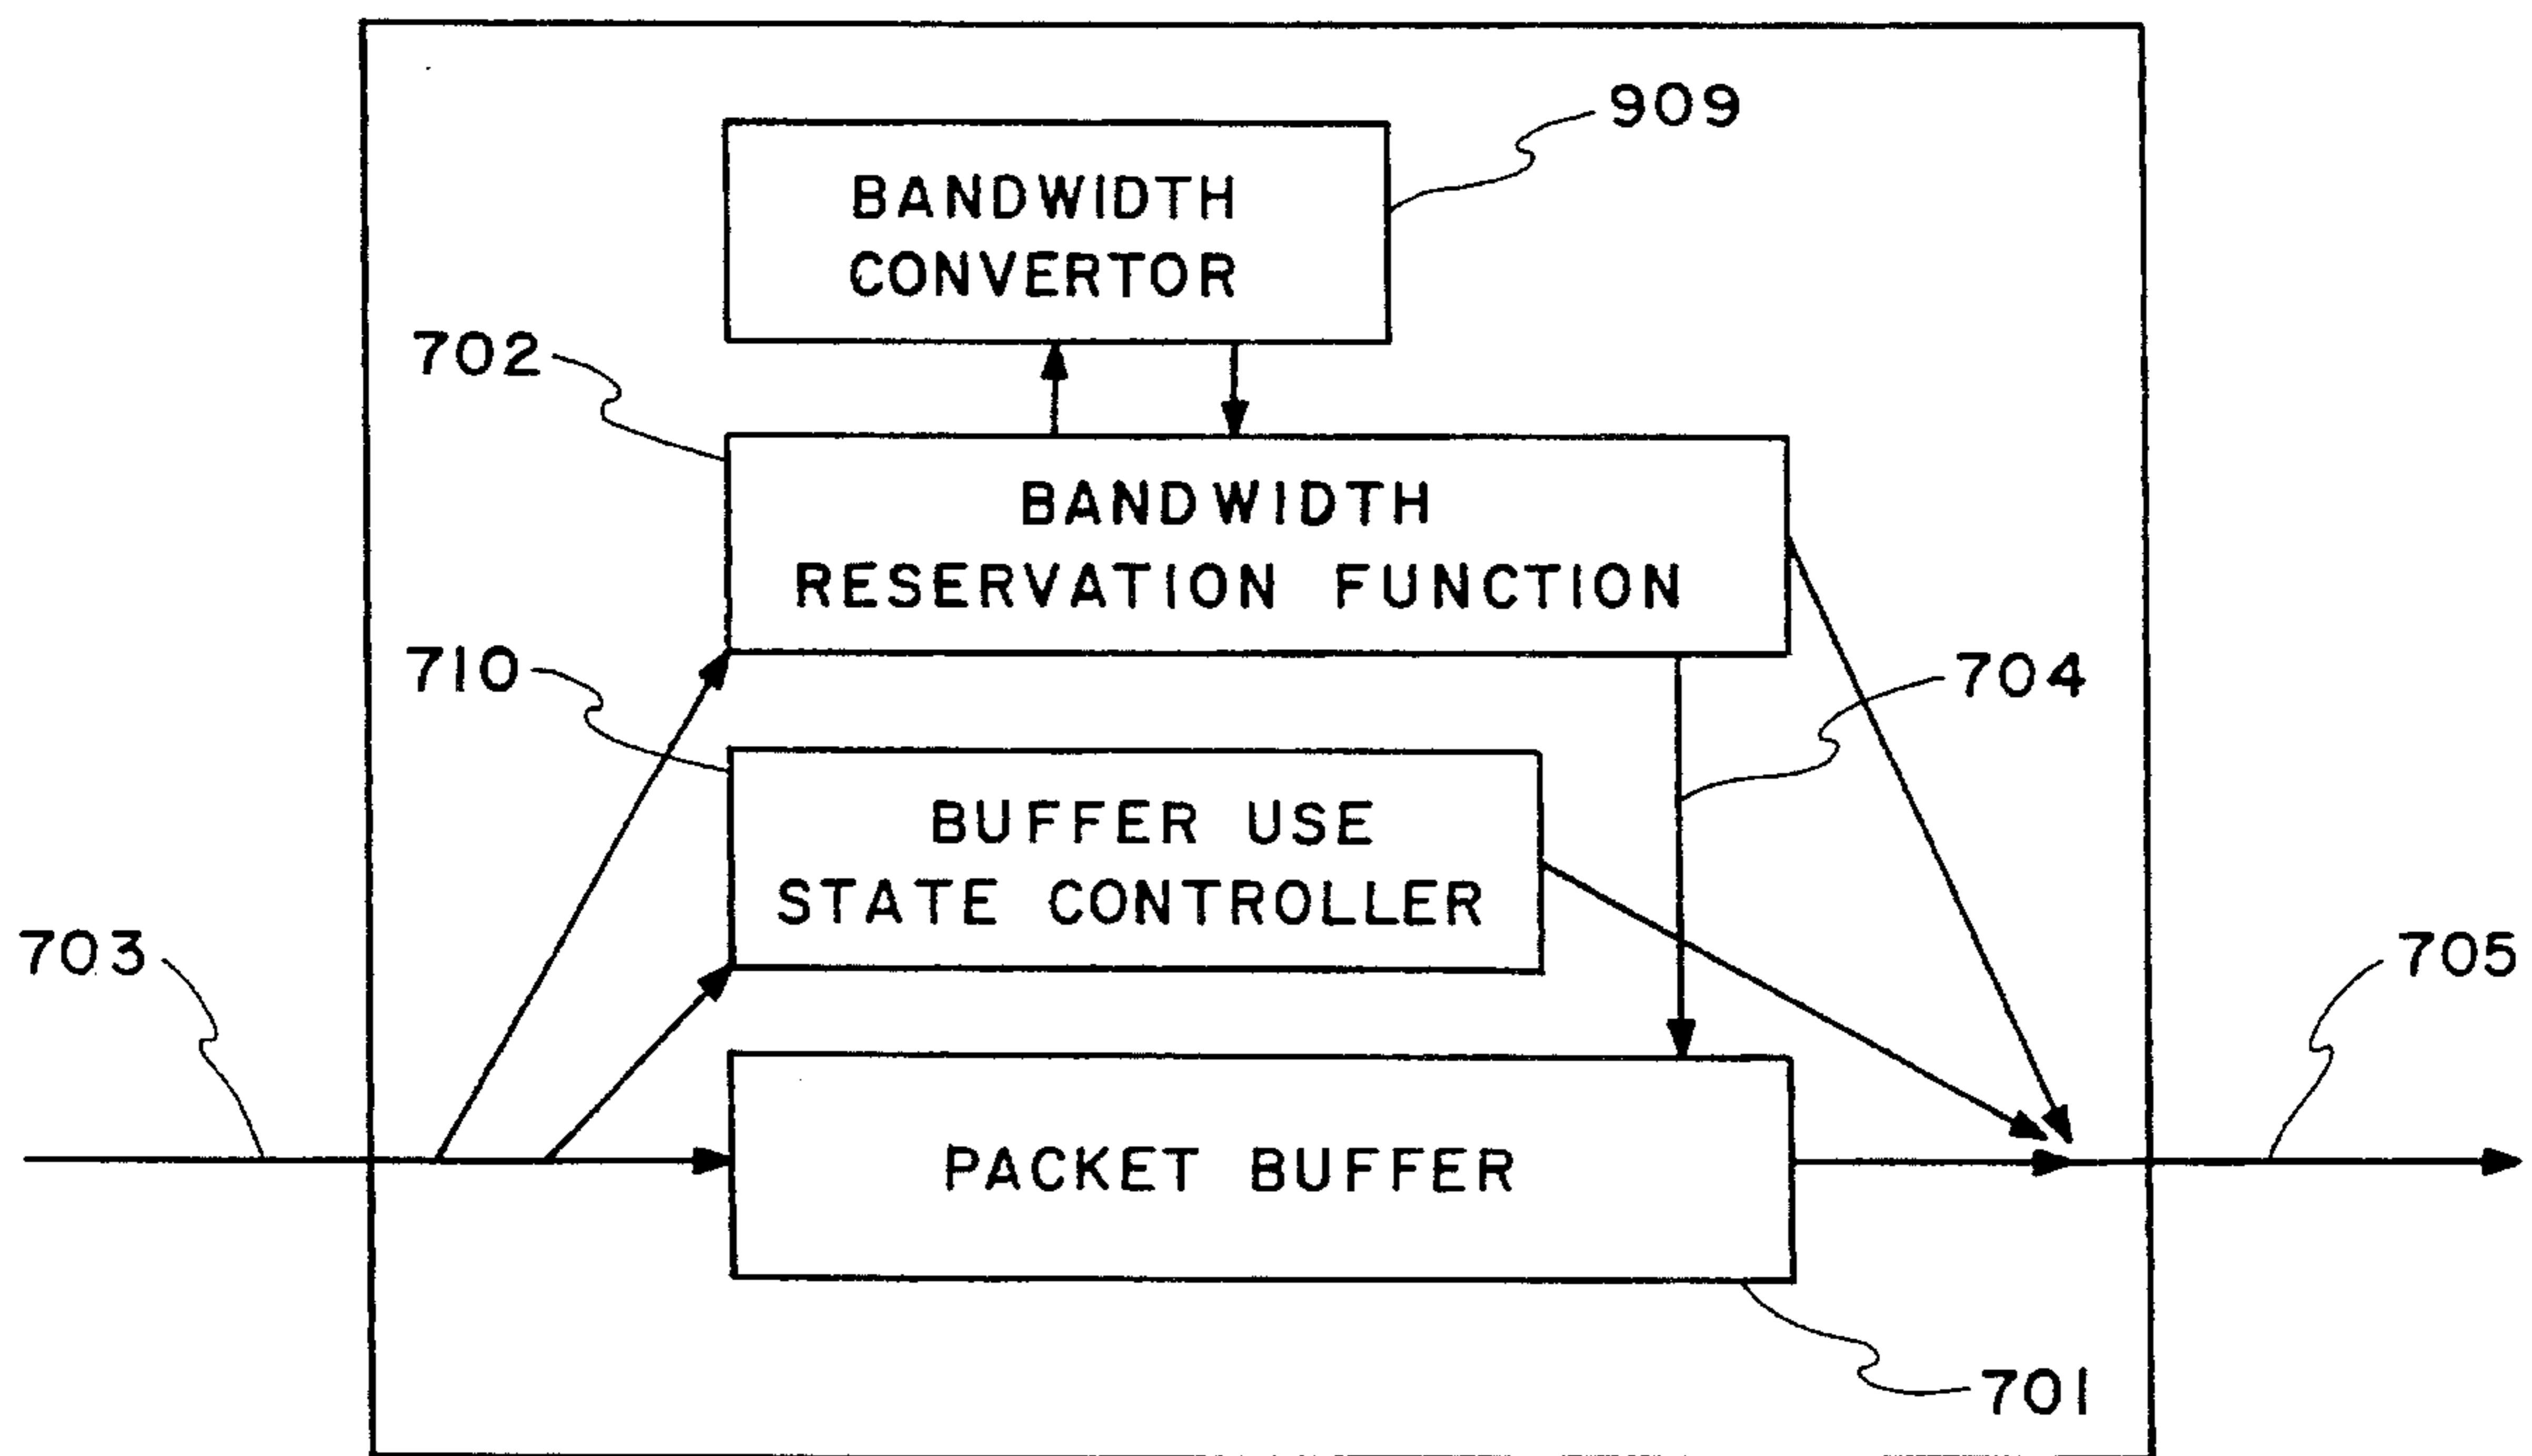 909
BANDWIDTH
CONVERTOR
702
BANDWIDTH
RESERVATION FUNCTION
710
704
BUFFER USE
STATE CONTROLLER
703
705
PACKET BUFFER
701